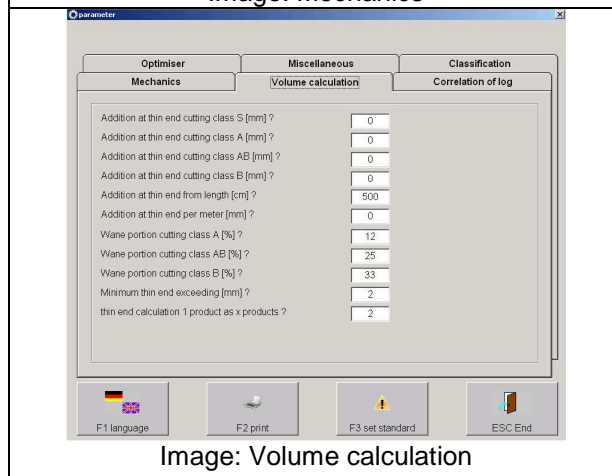 Image: Mechanics
parameter
Optimiser Miscellaneous Classification
Mechanics Volume calculation Correlation of log
Addition at thin end cutting class S [mm] ? 0
Addition at thin end cutting class A [mm] ? 0
Addition at thin end cutting class AB [mm] ? 0
Addition at thin end cutting class B [mm] ? 0
Addition at thin end from length [cm] ? 500
Addition at thin end per meter [mm] ? 0
Wane portion cutting class A [%] ? 12
Wane portion cutting class AB [%] ? 25
Wane portion cutting class B [%] ? 33
Minimum thin end exceeding [mm] ? 2
thin end calculation 1 product as x products ? 2
F1 language F2 print F3 set standard ESC End
Image: Volume calculation